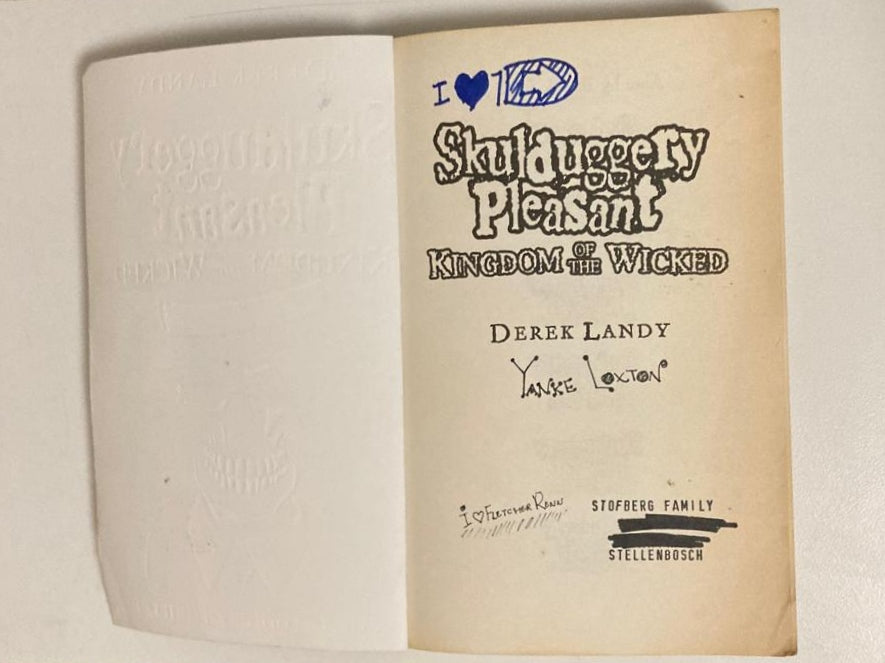 I ♥ 1D
Skulduggery
Pleasant
KINGDOM OF THE WICKED
DEREK LANDY
YANKE LOXTON
I ♡ FLETCHER RENN
STOFBERG FAMILY
STELLENBOSCH